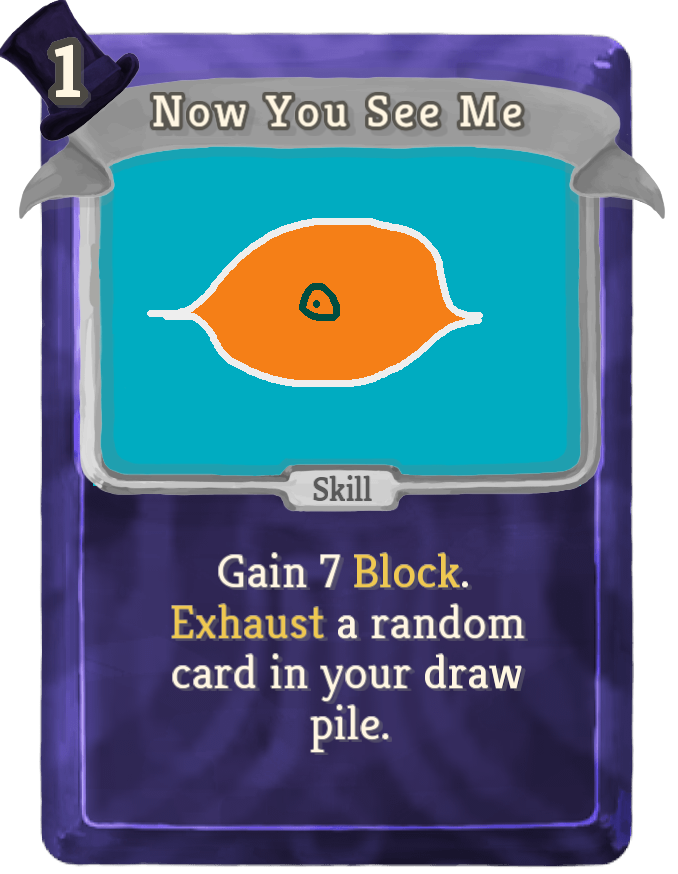 1
Now You See Me
Skill
Gain 7 Block.
Exhaust a random
card in your draw
pile.